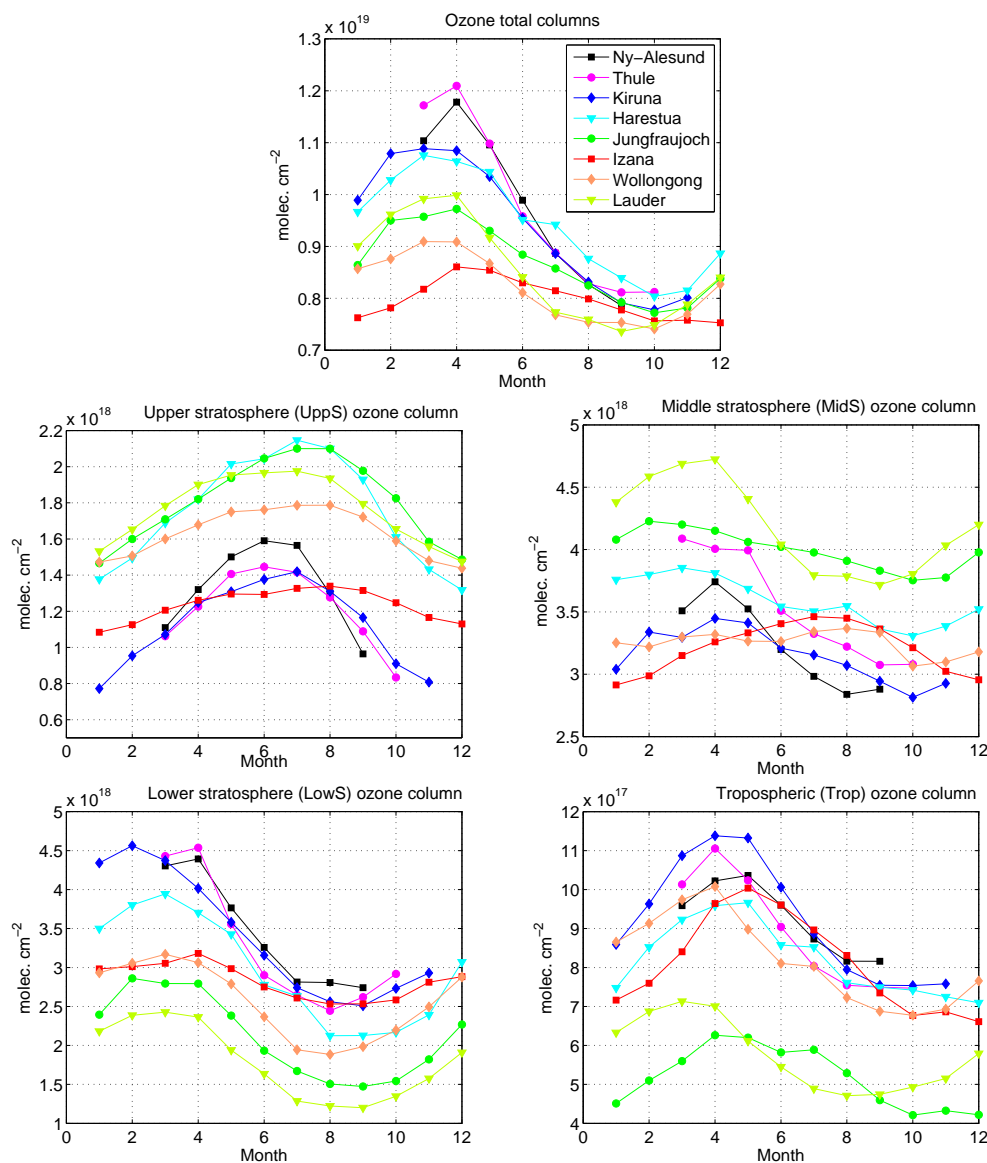 x 10^19
Ozone total columns
1.3
1.2
1.1
1
0.9
0.8
0.7
molec. cm−2
0 2 4 6 8 10 12
Month
Ny−Alesund
Thule
Kiruna
Harestua
Jungfraujoch
Izana
Wollongong
Lauder
x 10^18
Upper stratosphere (UppS) ozone column
2.2
2
1.8
1.6
1.4
1.2
1
0.8
0.6
molec. cm−2
0 2 4 6 8 10 12
Month
x 10^18
Middle stratosphere (MidS) ozone column
5
4.5
4
3.5
3
2.5
molec. cm−2
0 2 4 6 8 10 12
Month
x 10^18
Lower stratosphere (LowS) ozone column
5
4.5
4
3.5
3
2.5
2
1.5
1
molec. cm−2
0 2 4 6 8 10 12
Month
x 10^17
Tropospheric (Trop) ozone column
12
11
10
9
8
7
6
5
4
molec. cm−2
0 2 4 6 8 10 12
Month